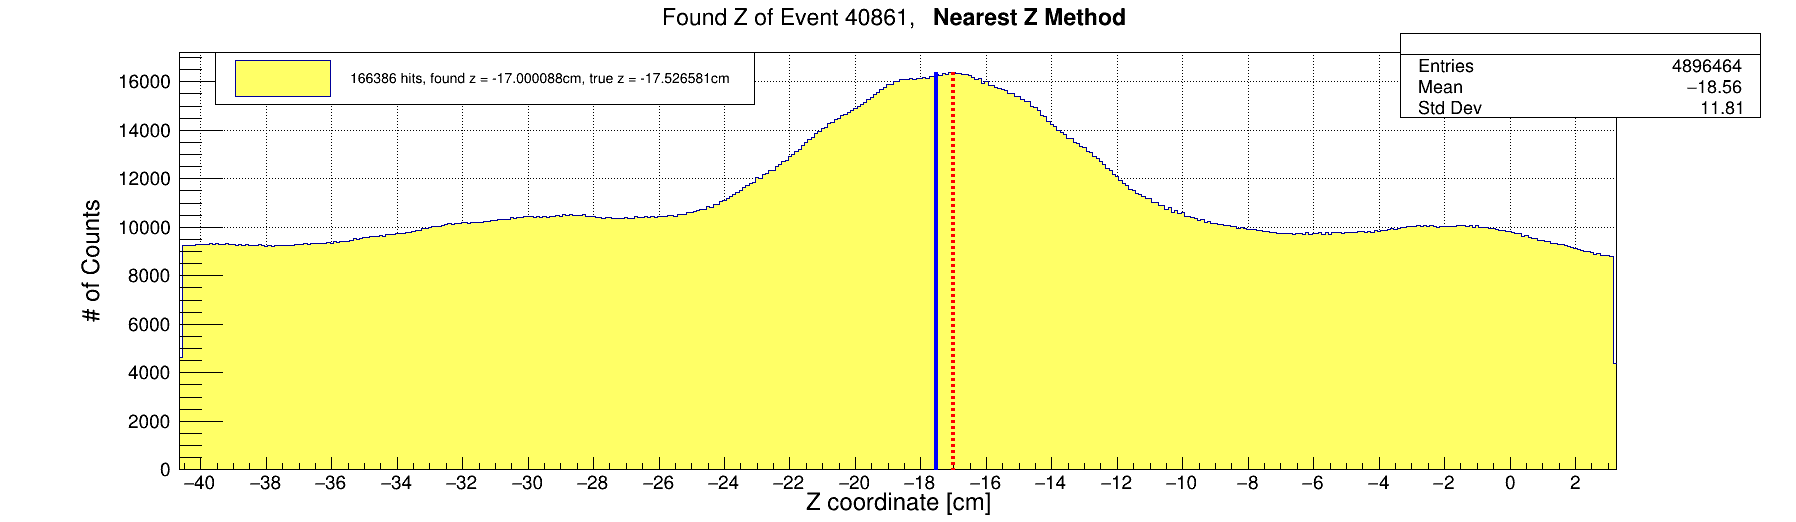 Found Z of Event 40861, Nearest Z Method
166386 hits, found z = -17.000088cm, true z = -17.526581cm
Entries 4896464
Mean −18.56
Std Dev 11.81
# of Counts
16000
14000
12000
10000
8000
6000
4000
2000
0
−40 −38 −36 −34 −32 −30 −28 −26 −24 −22 −20 −18 −16 −14 −12 −10 −8 −6 −4 −2 0 2
Z coordinate [cm]